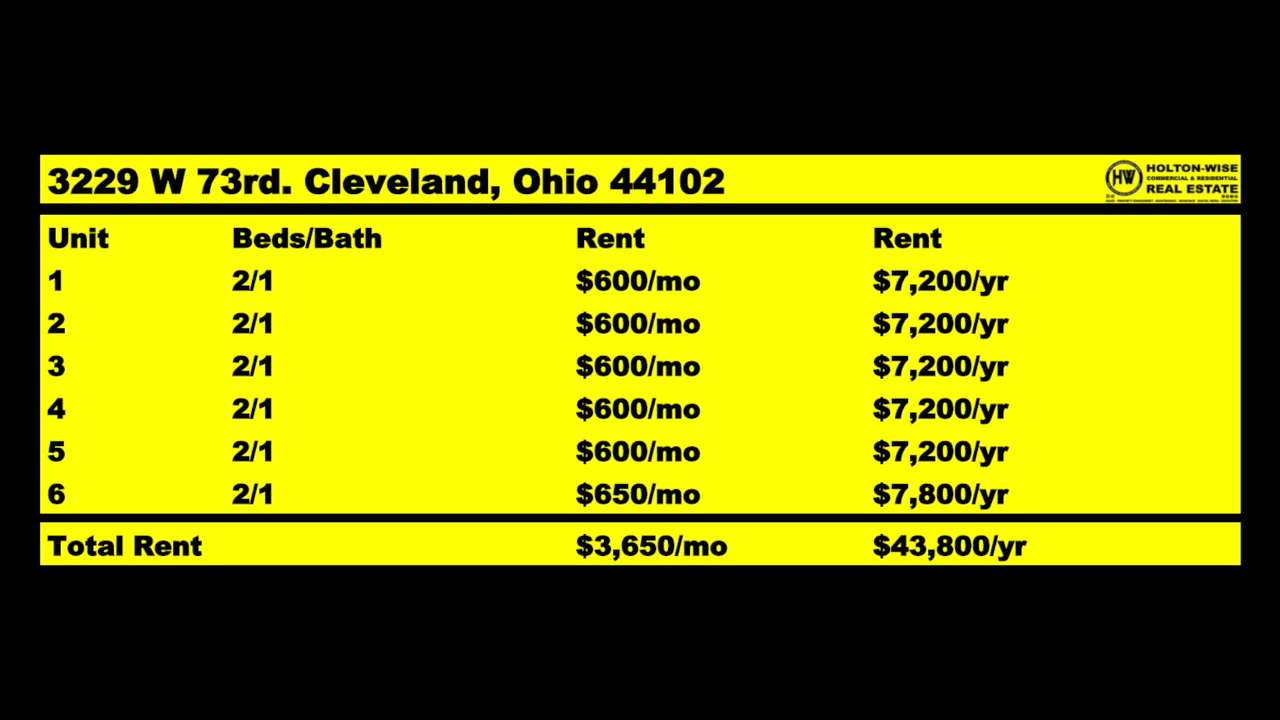 3229 W 73rd. Cleveland, Ohio 44102
HW
HOLTON-WISE
COMMERCIAL & RESIDENTIAL
REAL ESTATE
Unit Beds/Bath Rent Rent
1 2/1 $600/mo $7,200/yr
2 2/1 $600/mo $7,200/yr
3 2/1 $600/mo $7,200/yr
4 2/1 $600/mo $7,200/yr
5 2/1 $600/mo $7,200/yr
6 2/1 $650/mo $7,800/yr
Total Rent $3,650/mo $43,800/yr